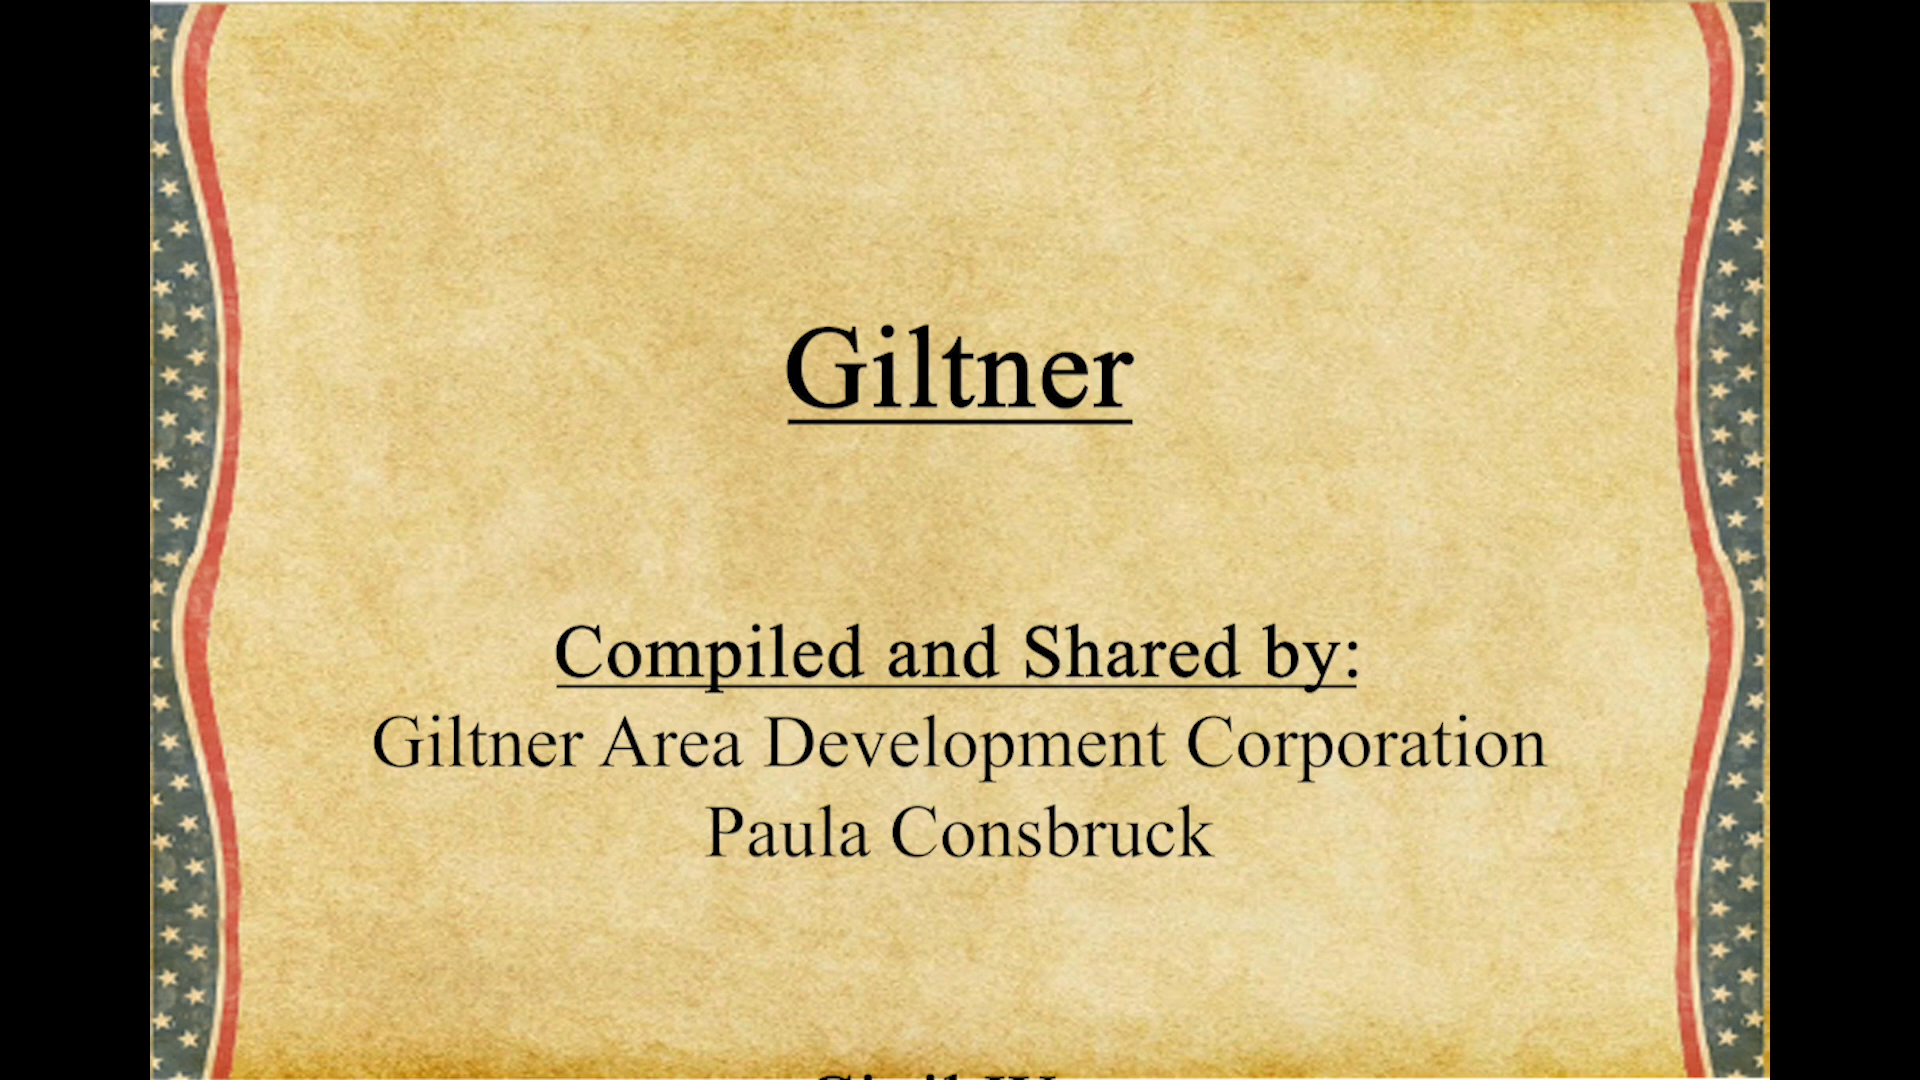 Giltner
Compiled and Shared by:
Giltner Area Development Corporation
Paula Consbruck